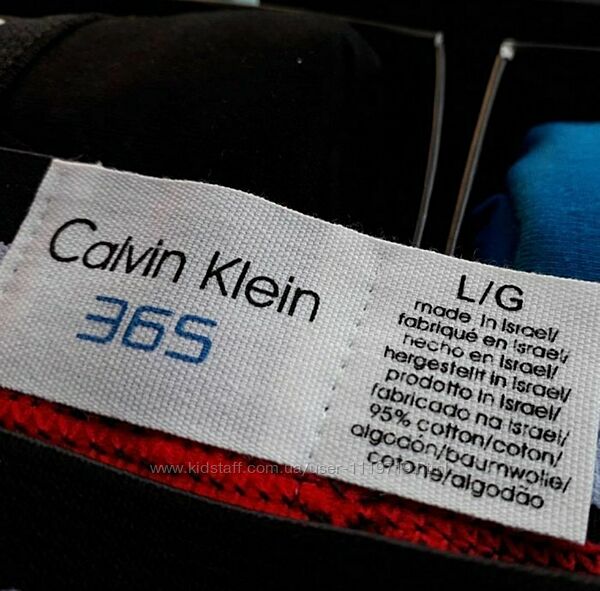 Calvin Klein
365
L/G
made in Israel/
fabriqué en Israel/
hecho en Israel/
hergestellt in Israel/
prodotto in Israel/
fabricado na Israel/
95% cotton/coton/
algodón/baumwolle/
cotone/algodão
www.kidstaff.com.ua